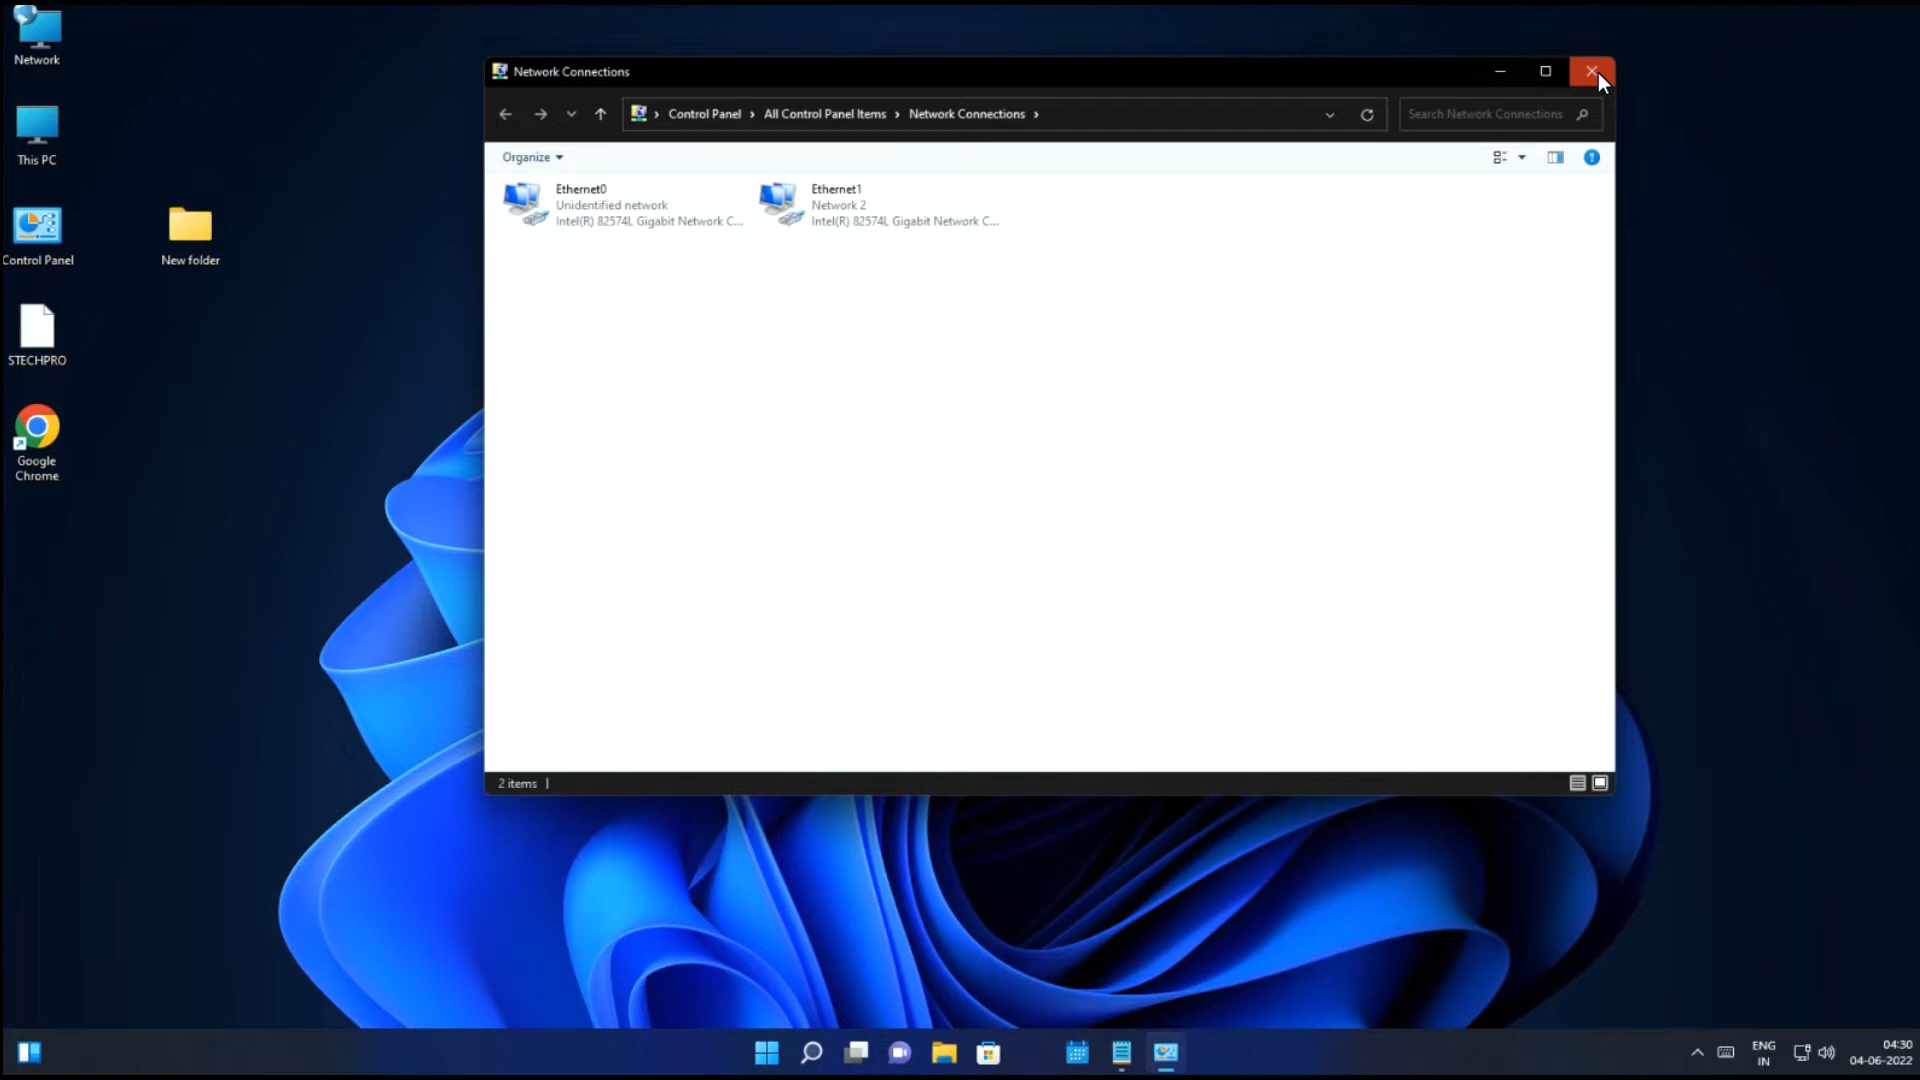 Network
This PC
Control Panel
New folder
STECHPRO
Google
Chrome
Network Connections
Control Panel
All Control Panel Items
Network Connections
Search Network Connections
Organize
Ethernet0
Unidentified network
Intel(R) 82574L Gigabit Network C...
Ethernet1
Network 2
Intel(R) 82574L Gigabit Network C...
2 items
ENG
IN
04:30
04-06-2022